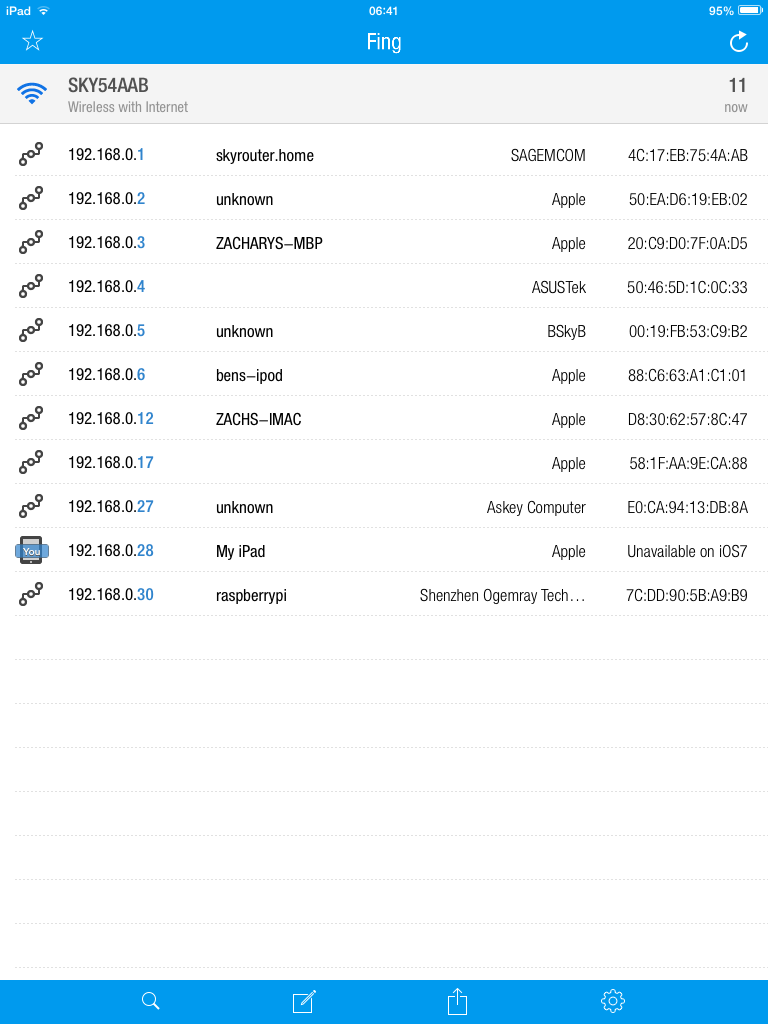 iPad 06:41 95%
Fing
SKY54AAB 11
Wireless with Internet now
192.168.0.1 skyrouter.home SAGEMCOM 4C:17:EB:75:4A:AB
192.168.0.2 unknown Apple 50:EA:D6:19:EB:02
192.168.0.3 ZACHARYS-MBP Apple 20:C9:D0:7F:0A:D5
192.168.0.4 ASUSTek 50:46:5D:1C:0C:33
192.168.0.5 unknown BSkyB 00:19:FB:53:C9:B2
192.168.0.6 bens-ipod Apple 88:C6:63:A1:C1:01
192.168.0.12 ZACHS-IMAC Apple D8:30:62:57:8C:47
192.168.0.17 Apple 58:1F:AA:9E:CA:88
192.168.0.27 unknown Askey Computer E0:CA:94:13:DB:8A
You 192.168.0.28 My iPad Apple Unavailable on iOS7
192.168.0.30 raspberrypi Shenzhen Ogemray Tech... 7C:DD:90:5B:A9:B9